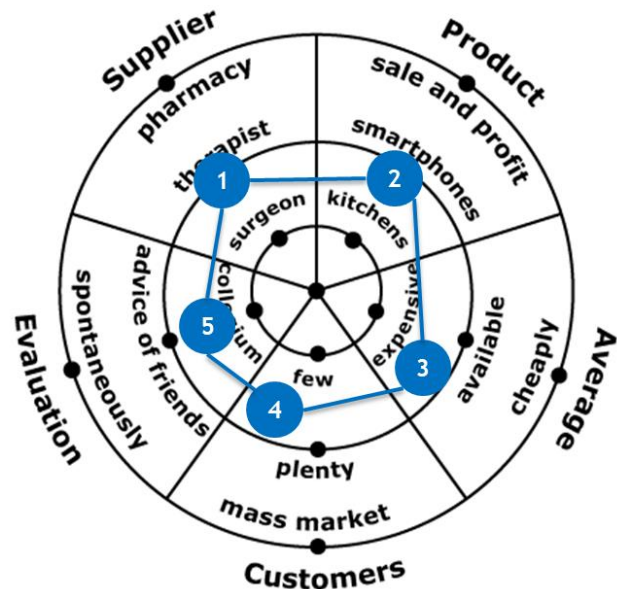 Supplier
Product
pharmacy
sale and profit
therapist
smartphones
1
2
surgeon
kitchens
Evaluation
spontaneously
advice of friends
collegium
5
expensive
3
available
cheaply
Average
few
4
plenty
mass market
Customers